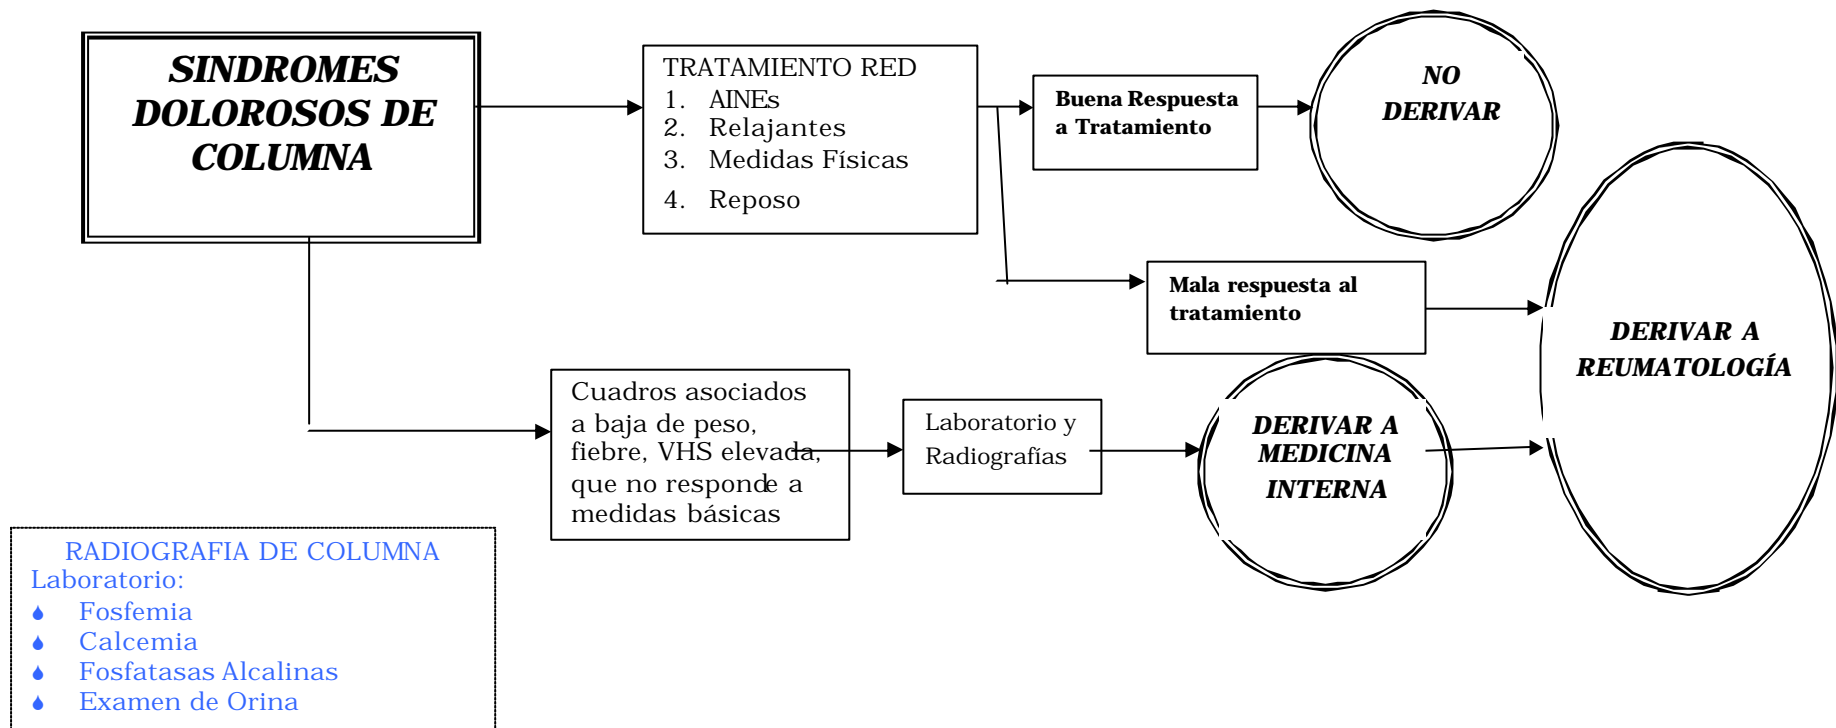 SINDROMES
DOLOROSOS DE
COLUMNA
TRATAMIENTO RED
1. AINEs
2. Relajantes
3. Medidas Físicas
4. Reposo
Buena Respuesta
a Tratamiento
NO
DERIVAR
Mala respuesta al
tratamiento
DERIVAR A
REUMATOLOGÍA
Cuadros asociados
a baja de peso,
fiebre, VHS elevada,
que no responde a
medidas básicas
Laboratorio y
Radiografías
DERIVAR A
MEDICINA
INTERNA
RADIOGRAFIA DE COLUMNA
Laboratorio:
Fosfemia
Calcemia
Fosfatasas Alcalinas
Examen de Orina